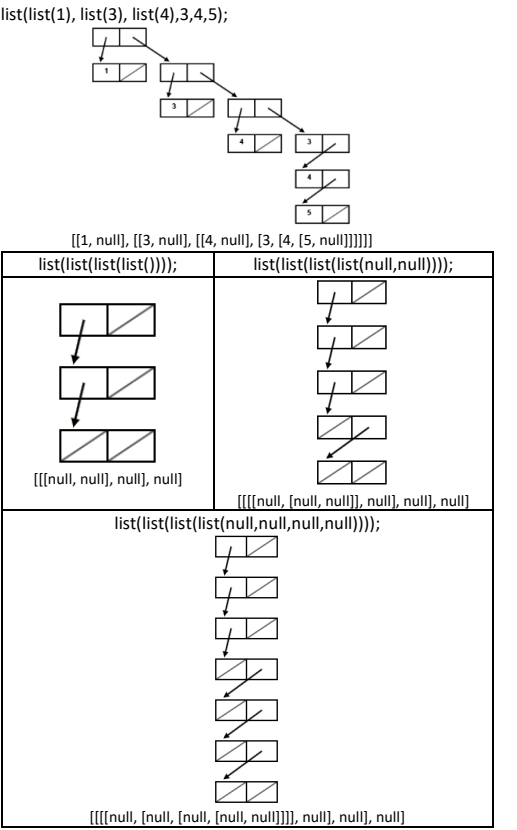 list(list(1), list(3), list(4),3,4,5);
1
3
4
3
4
5
[[1, null], [[3, null], [[4, null], [3, [4, [5, null]]]]]]
list(list(list(list())));
list(list(list(list(null,null))));
[[[null, null], null], null]
[[[[null, [null, null]], null], null], null]
list(list(list(list(null,null,null,null))));
[[[[null, [null, [null, [null, null]]]], null], null], null]